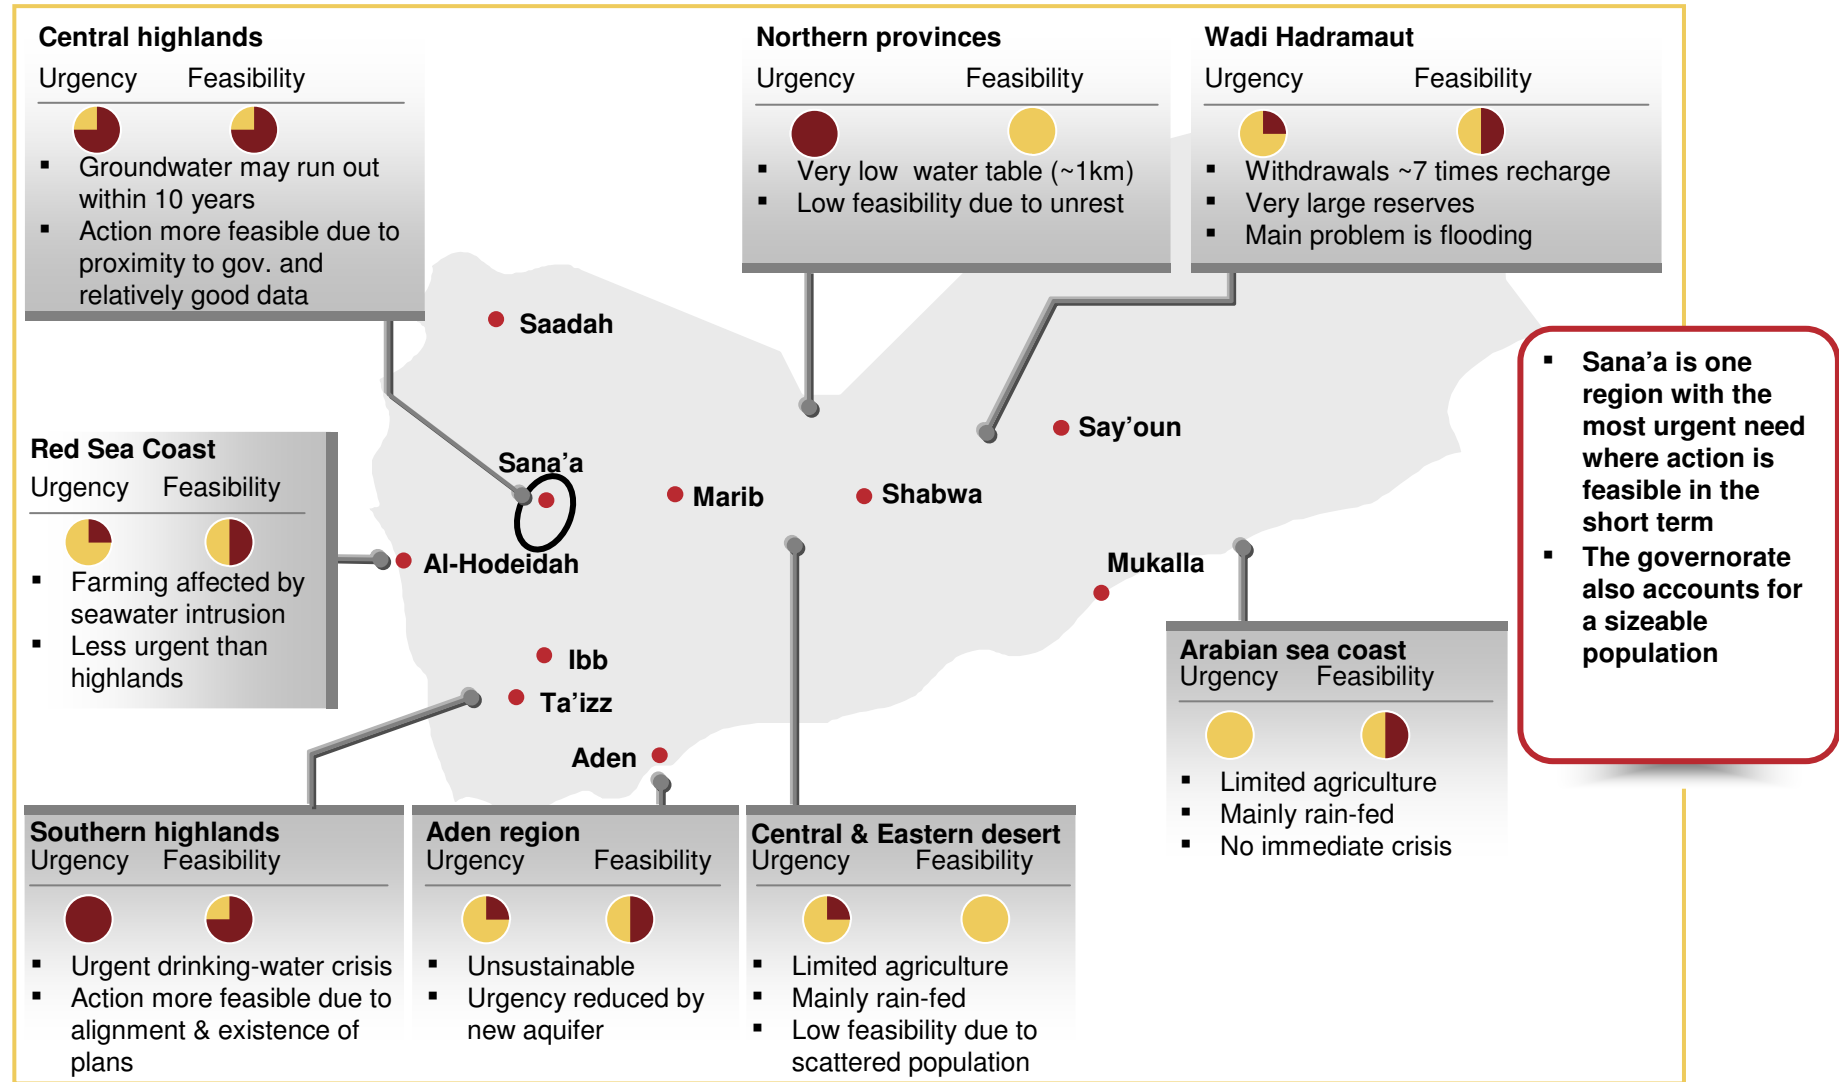 Central highlands
Urgency Feasibility
▪ Groundwater may run out
within 10 years
▪ Action more feasible due to
proximity to gov. and
relatively good data
Northern provinces
Urgency Feasibility
▪ Very low water table (~1km)
▪ Low feasibility due to unrest
Wadi Hadramaut
Urgency Feasibility
▪ Withdrawals ~7 times recharge
▪ Very large reserves
▪ Main problem is flooding
Saadah
Say’oun
Sana’a
Marib
Shabwa
Al-Hodeidah
Mukalla
Ibb
Ta’izz
Aden
Red Sea Coast
Urgency Feasibility
▪ Farming affected by
seawater intrusion
▪ Less urgent than
highlands
▪ Sana’a is one
region with the
most urgent need
where action is
feasible in the
short term
▪ The governorate
also accounts for
a sizeable
population
Arabian sea coast
Urgency Feasibility
▪ Limited agriculture
▪ Mainly rain-fed
▪ No immediate crisis
Southern highlands
Urgency Feasibility
▪ Urgent drinking-water crisis
▪ Action more feasible due to
alignment & existence of
plans
Aden region
Urgency Feasibility
▪ Unsustainable
▪ Urgency reduced by
new aquifer
Central & Eastern desert
Urgency Feasibility
▪ Limited agriculture
▪ Mainly rain-fed
▪ Low feasibility due to
scattered population